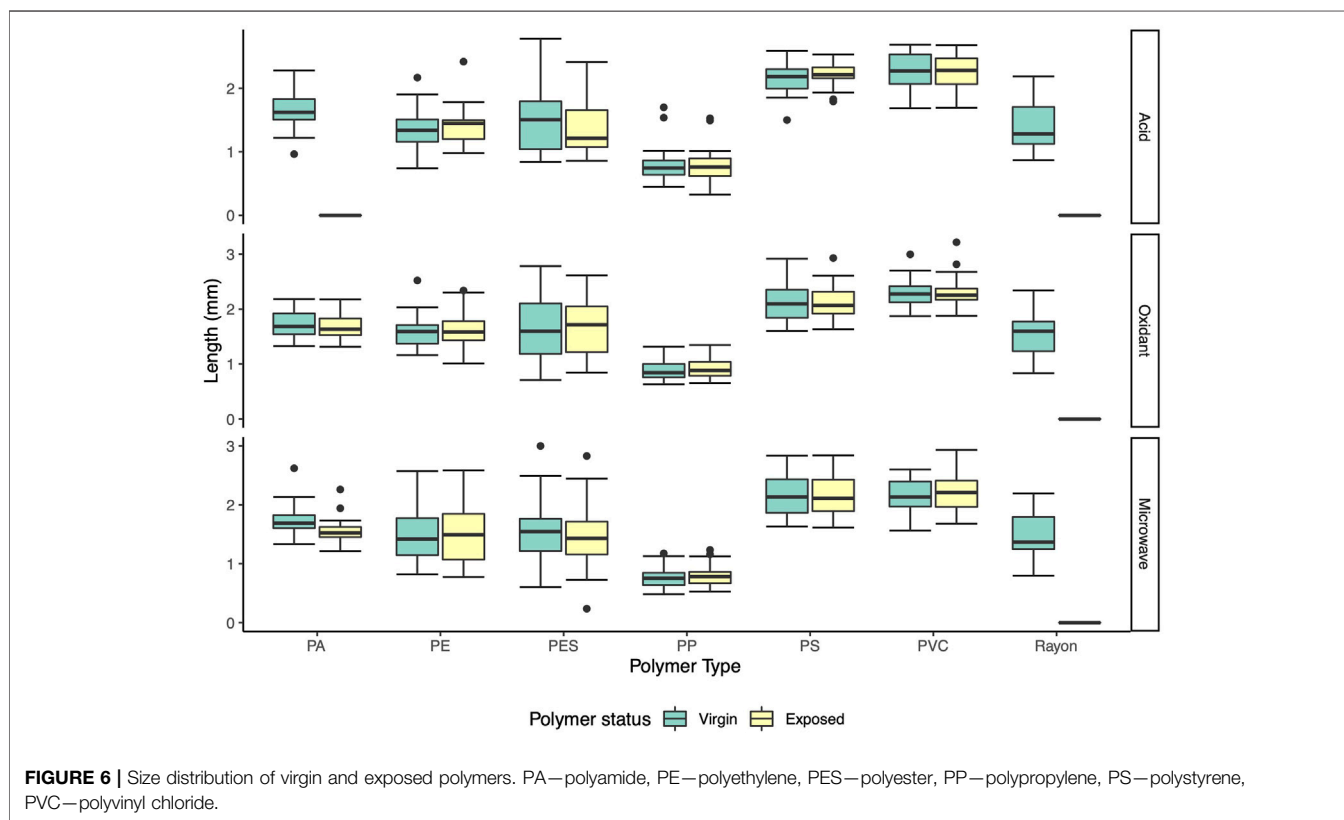 2
1
0
Acid
3
2
1
0
Oxidant
3
2
1
0
Microwave
Length (mm)
PA PE PES PP PS PVC Rayon
Polymer Type
Polymer status Virgin Exposed
FIGURE 6 | Size distribution of virgin and exposed polymers. PA—polyamide, PE—polyethylene, PES—polyester, PP—polypropylene, PS—polystyrene,
PVC—polyvinyl chloride.